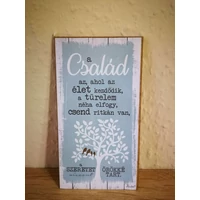 a
Család
az, ahol az
élet kezdődik,
a türelem
néha elfogy,
csend ritkán van,
a
SZERETET ÖRÖKKÉ
TART.